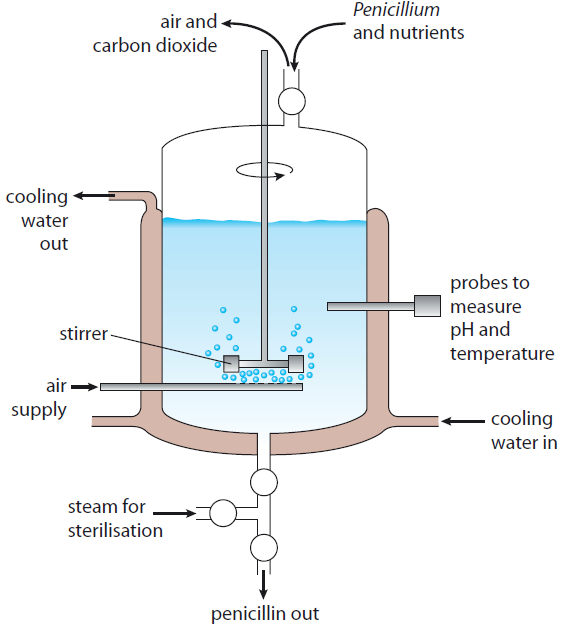 air and
carbon dioxide
Penicillium
and nutrients
cooling
water
out
probes to
measure
pH and
temperature
stirrer
air
supply
cooling
water in
steam for
sterilisation
penicillin out